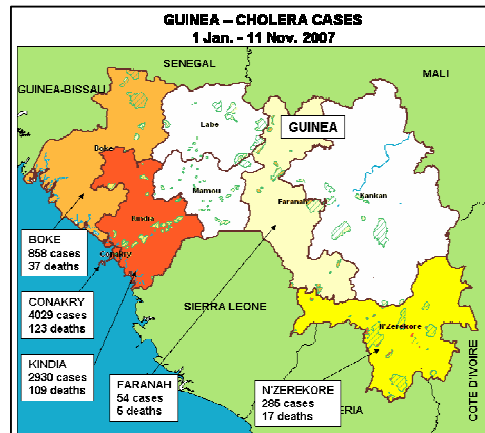 GUINEA – CHOLERA CASES
1 Jan. - 11 Nov. 2007
SENEGAL
MALI
GUINEA-BISSAU
Labe
GUINEA
Boke
Mamou
Faranah
Kankan
Kindia
Conakry
BOKE
858 cases
37 deaths
CONAKRY
4029 cases
123 deaths
SIERRA LEONE
N'Zerekore
KINDIA
2930 cases
109 deaths
FARANAH
54 cases
5 deaths
N'ZEREKORE
285 cases
17 deaths
ERIA
COTE D'IVOIRE